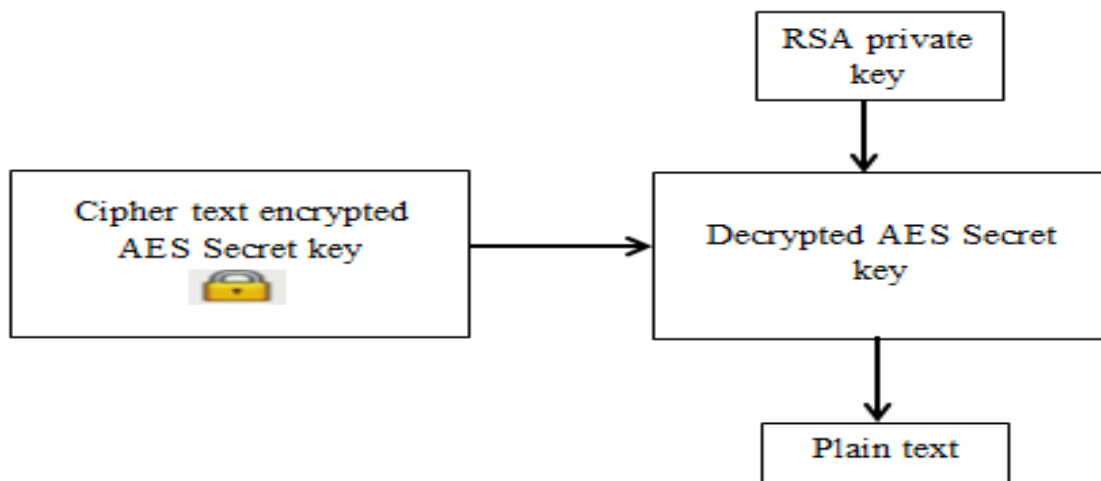 RSA private
key
Cipher text encrypted
AES Secret key
Decrypted AES Secret
key
Plain text